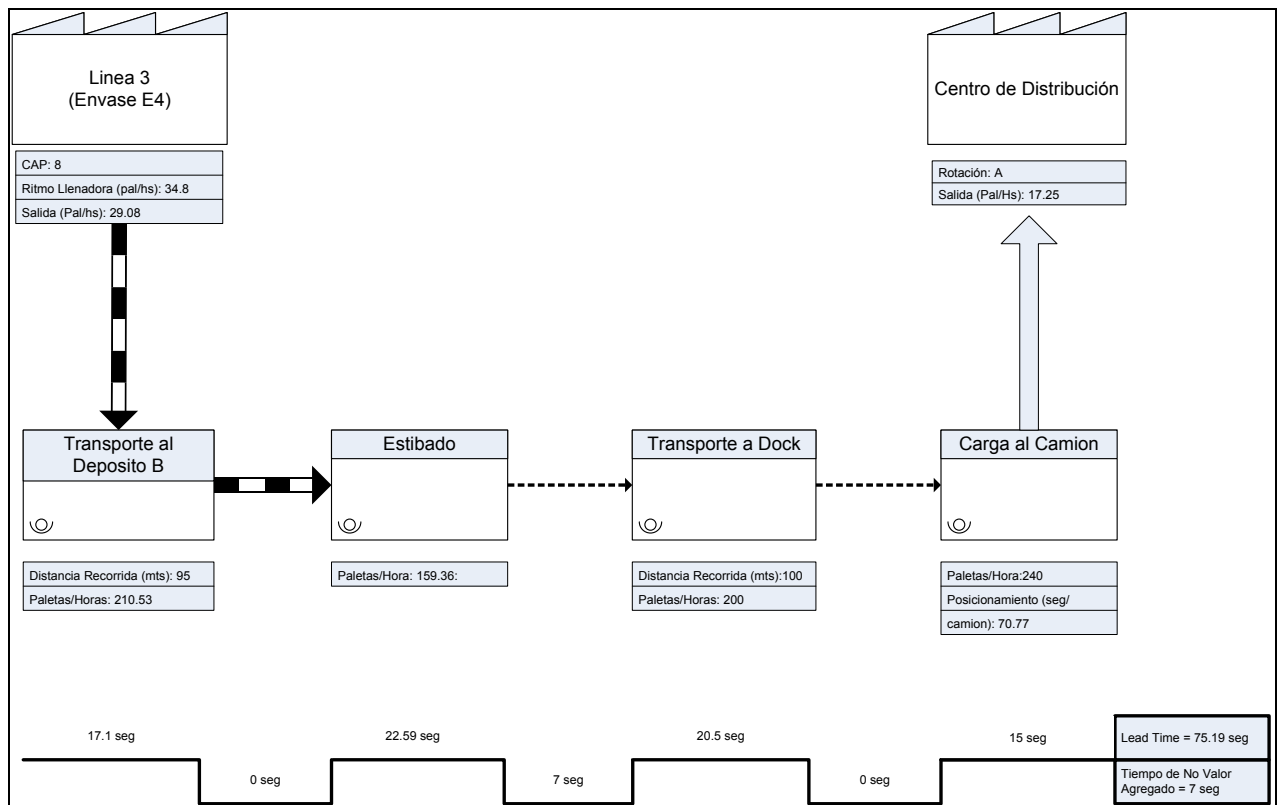 Linea 3
(Envase E4)
CAP: 8
Ritmo Llenadora (pal/hs): 34.8
Salida (Pal/hs): 29.08
Centro de Distribución
Rotación: A
Salida (Pal/Hs): 17.25
Transporte al
Deposito B
Distancia Recorrida (mts): 95
Paletas/Horas: 210.53
Estibado
Paletas/Hora: 159.36:
Transporte a Dock
Distancia Recorrida (mts):100
Paletas/Horas: 200
Carga al Camion
Paletas/Hora:240
Posicionamiento (seg/
camion): 70.77
17.1 seg
0 seg
22.59 seg
7 seg
20.5 seg
0 seg
15 seg
Lead Time = 75.19 seg
Tiempo de No Valor
Agregado = 7 seg